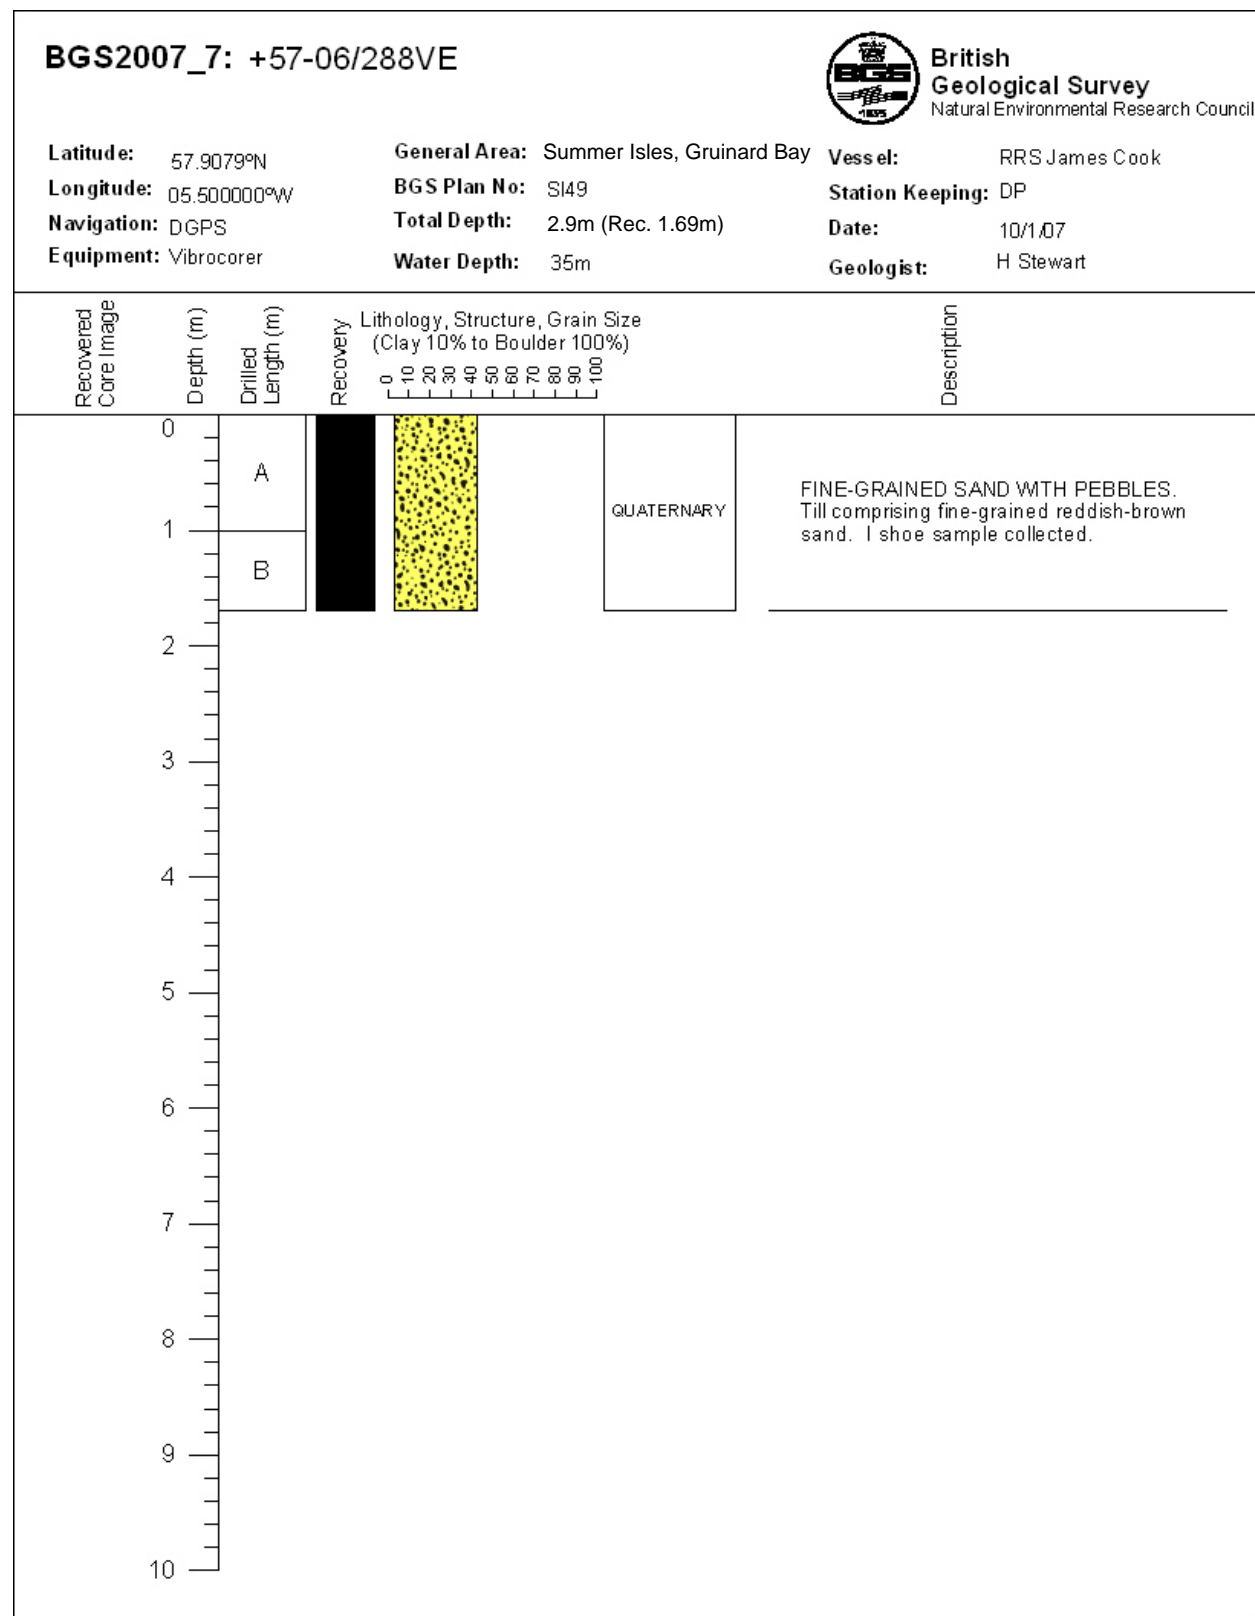 BGS2007_7: +57-06/288VE
BGS
1835
British
Geological Survey
Natural Environmental Research Council
Latitude: 57.9079ºN
Longitude: 05.500000ºW
Navigation: DGPS
Equipment: Vibrocorer
General Area: Summer Isles, Gruinard Bay
BGS Plan No: SI49
Total Depth: 2.9m (Rec. 1.69m)
Water Depth: 35m
Vessel: RRS James Cook
Station Keeping: DP
Date: 10/1/07
Geologist: H Stewart
Recovered
Core Image
Depth (m)
Drilled
Length (m)
Recovery
Lithology, Structure, Grain Size
(Clay 10% to Boulder 100%)
0 10 20 30 40 50 60 70 80 90 100
Description
0
A
QUATERNARY
FINE-GRAINED SAND WITH PEBBLES.
Till comprising fine-grained reddish-brown
sand. I shoe sample collected.
1
B
2
3
4
5
6
7
8
9
10